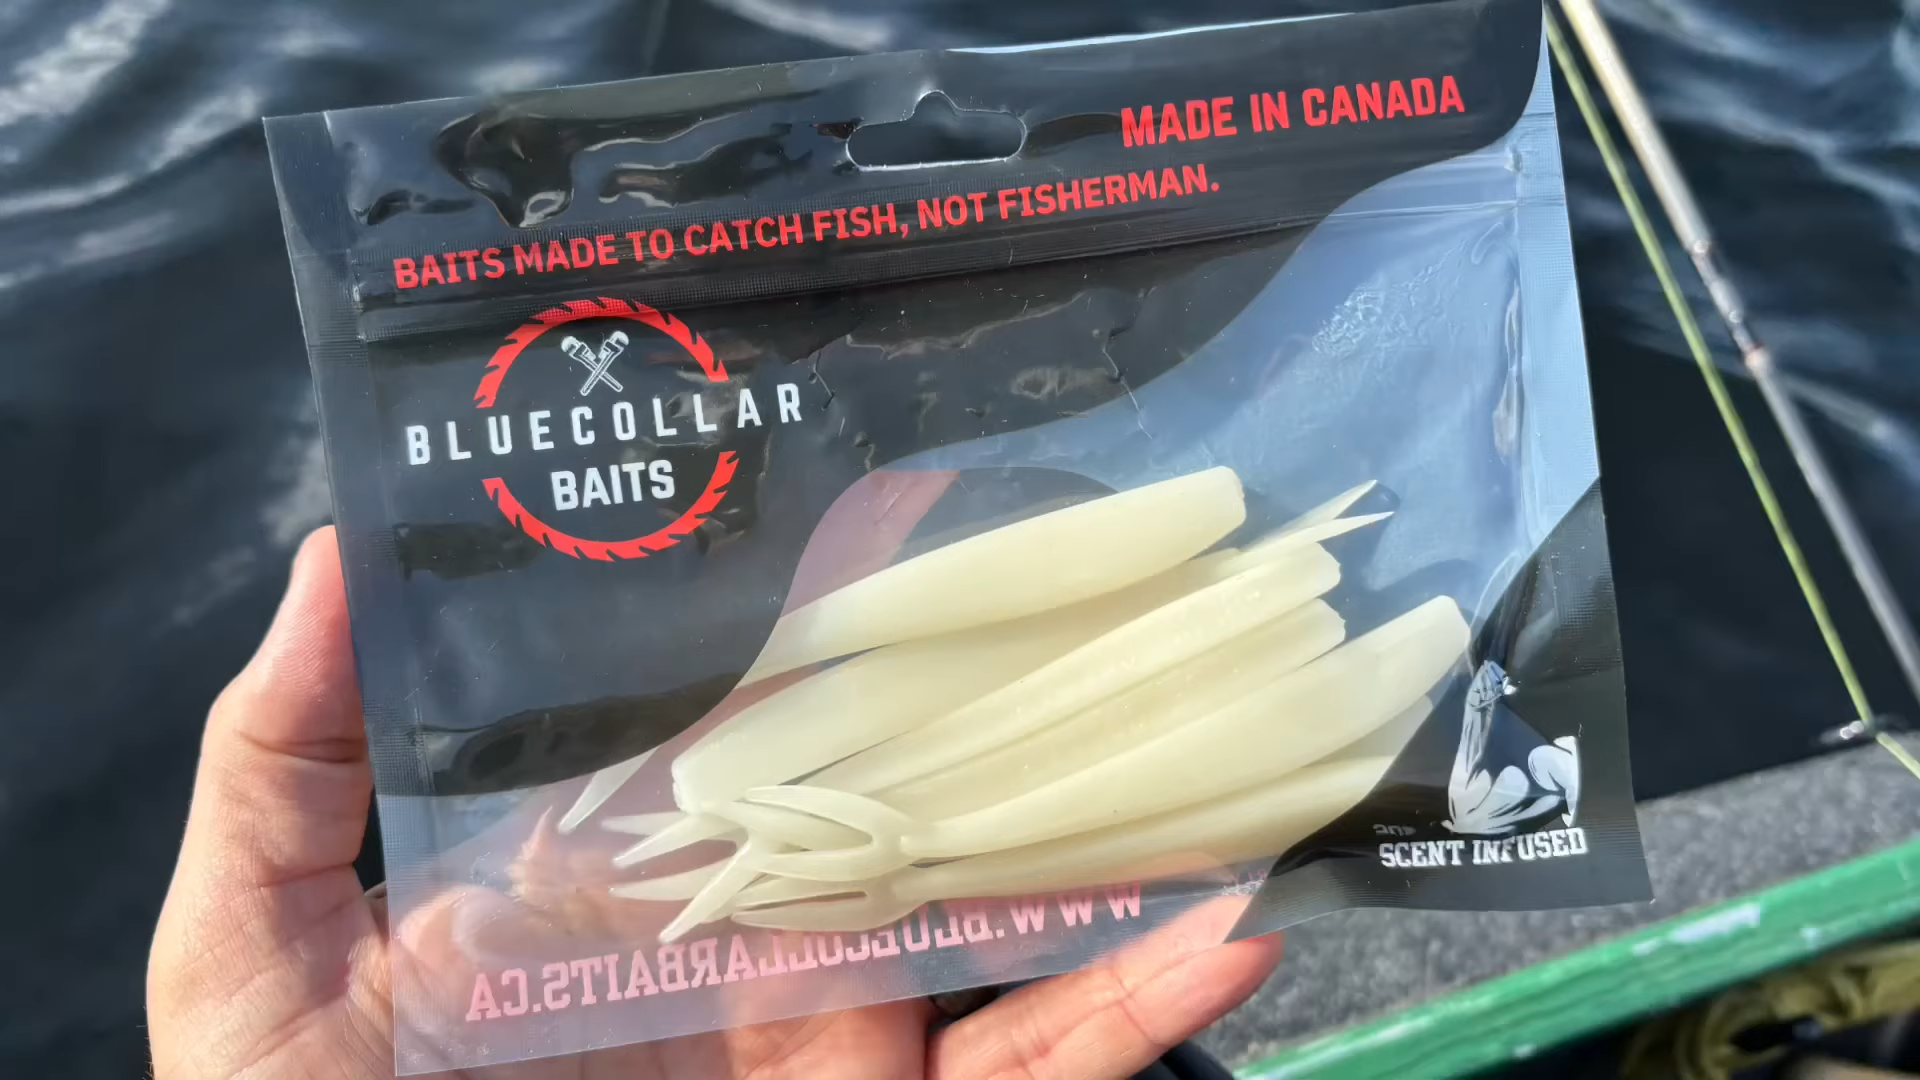 MADE IN CANADA
BAITS MADE TO CATCH FISH, NOT FISHERMAN.
BLUECOLLAR
BAITS
SCENT INFUSED
WWW.BLUECOLLARBAITS.CA